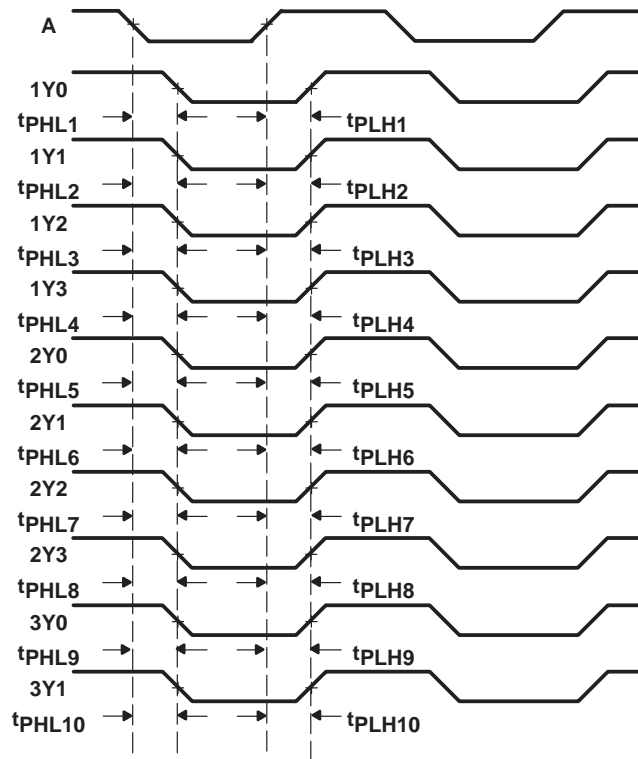 A
1Y0
tPHL1 tPLH1
1Y1
tPHL2 tPLH2
1Y2
tPHL3 tPLH3
1Y3
tPHL4 tPLH4
2Y0
tPHL5 tPLH5
2Y1
tPHL6 tPLH6
2Y2
tPHL7 tPLH7
2Y3
tPHL8 tPLH8
3Y0
tPHL9 tPLH9
3Y1
tPHL10 tPLH10